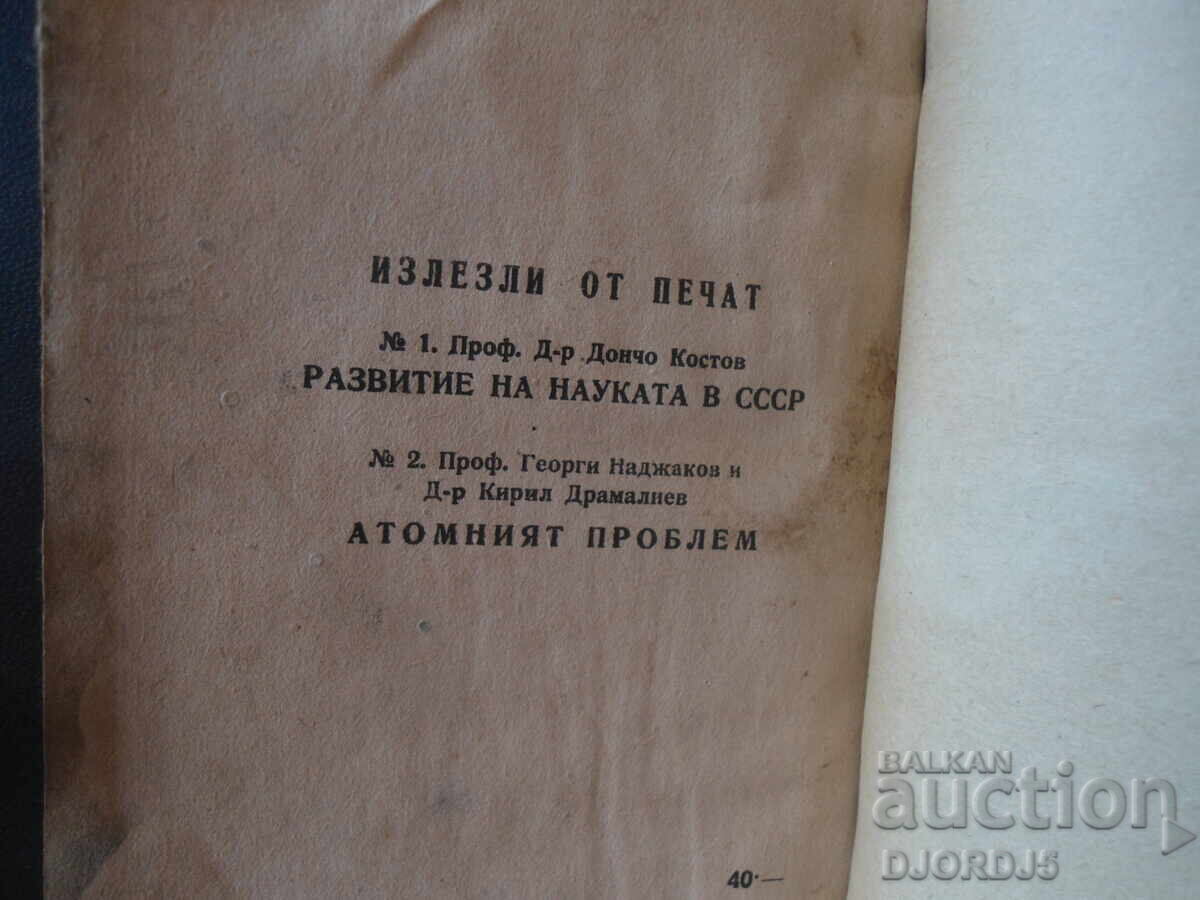 ИЗЛЕЗЛИ ОТ ПЕЧАТ
№ 1. Проф. Д-р Дончо Костов
РАЗВИТИЕ НА НАУКАТА В СССР
№ 2. Проф. Георги Наджаков и
Д-р Кирил Драмалиев
АТОМНИЯТ ПРОБЛЕМ
40·—
BALKAN
auction
DJORDJ5